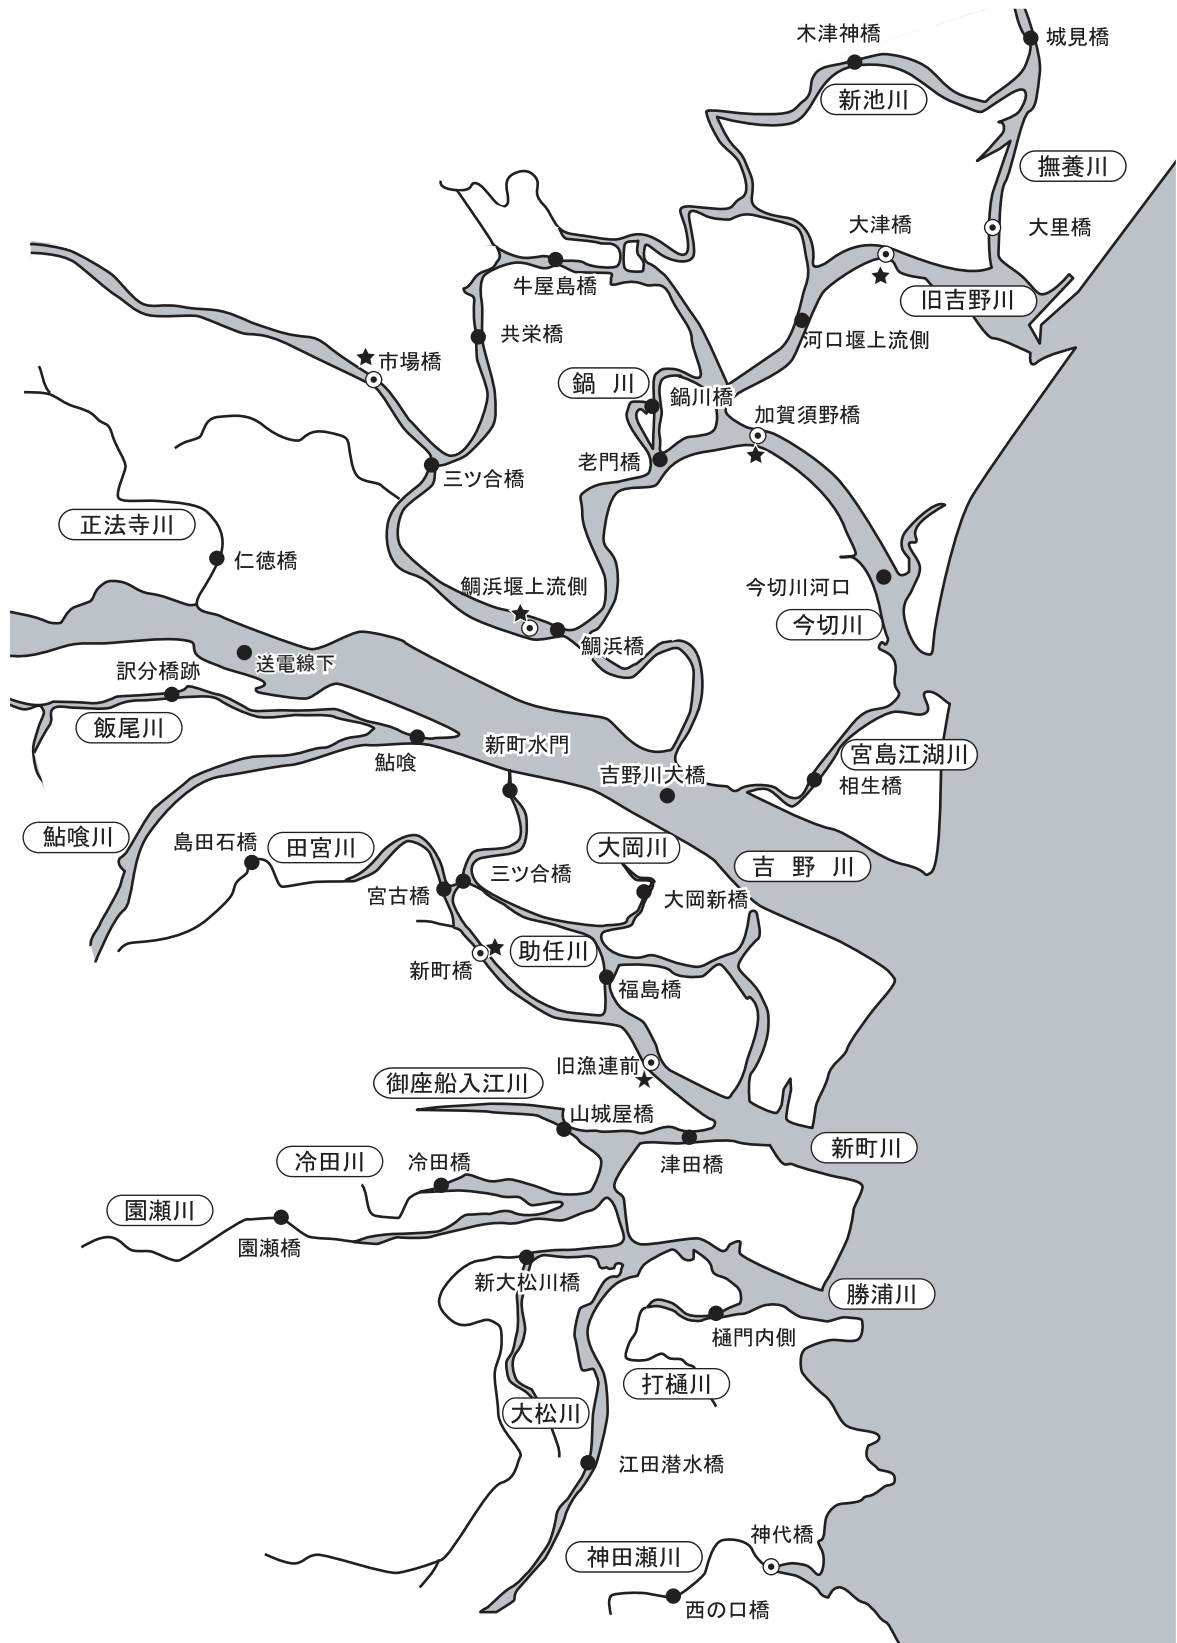 木津神橋
城見橋
新池川
撫養川
大津橋
大里橋
牛屋島橋
旧吉野川
共栄橋
河口堰上流側
市場橋
鍋 川
鍋川橋
加賀須野橋
老門橋
三ツ合橋
正法寺川
仁徳橋
鯛浜堰上流側
今切川河口
今切川
鯛浜橋
送電線下
訳分橋跡
飯尾川
新町水門
宮島江湖川
鮎喰
吉野川大橋
相生橋
鮎喰川
島田石橋
田宮川
大岡川
吉 野 川
三ツ合橋
宮古橋
大岡新橋
助任川
新町橋
福島橋
旧漁連前
御座船入江川
山城屋橋
新町川
冷田川
冷田橋
津田橋
園瀬川
園瀬橋
新大松川橋
勝浦川
樋門内側
打樋川
大松川
江田潜水橋
神代橋
神田瀬川
西の口橋